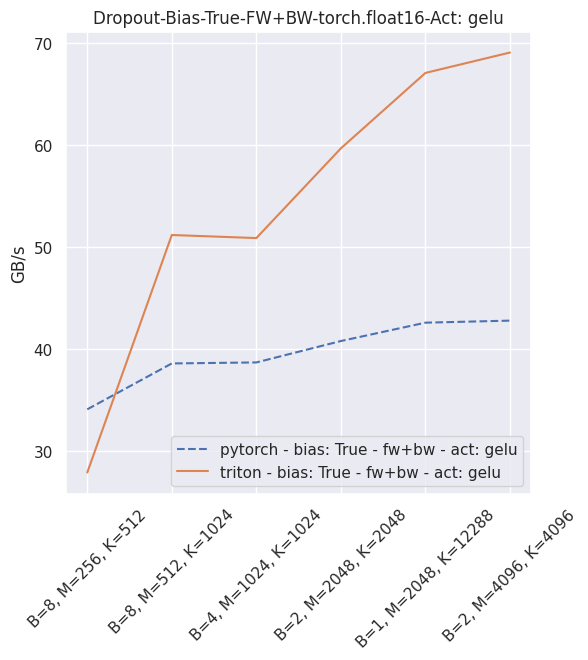 Dropout-Bias-True-FW+BW-torch.float16-Act: gelu
70
60
50
40
30
GB/s
pytorch - bias: True - fw+bw - act: gelu
triton - bias: True - fw+bw - act: gelu
B=8, M=256, K=512
B=8, M=512, K=1024
B=4, M=1024, K=1024
B=2, M=2048, K=2048
B=1, M=2048, K=12288
B=2, M=4096, K=4096